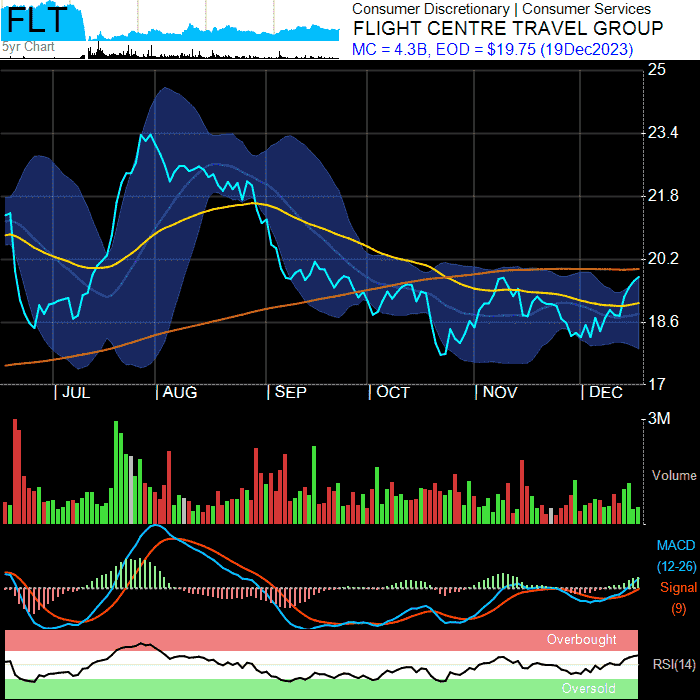 FLT
5yr Chart
Consumer Discretionary | Consumer Services
FLIGHT CENTRE TRAVEL GROUP
MC = 4.3B, EOD = $19.75 (19Dec2023)
25
23.4
21.8
20.2
18.6
17
JUL
AUG
SEP
OCT
NOV
DEC
3M
Volume
MACD
(12-26)
Signal
(9)
Overbought
RSI(14)
Oversold